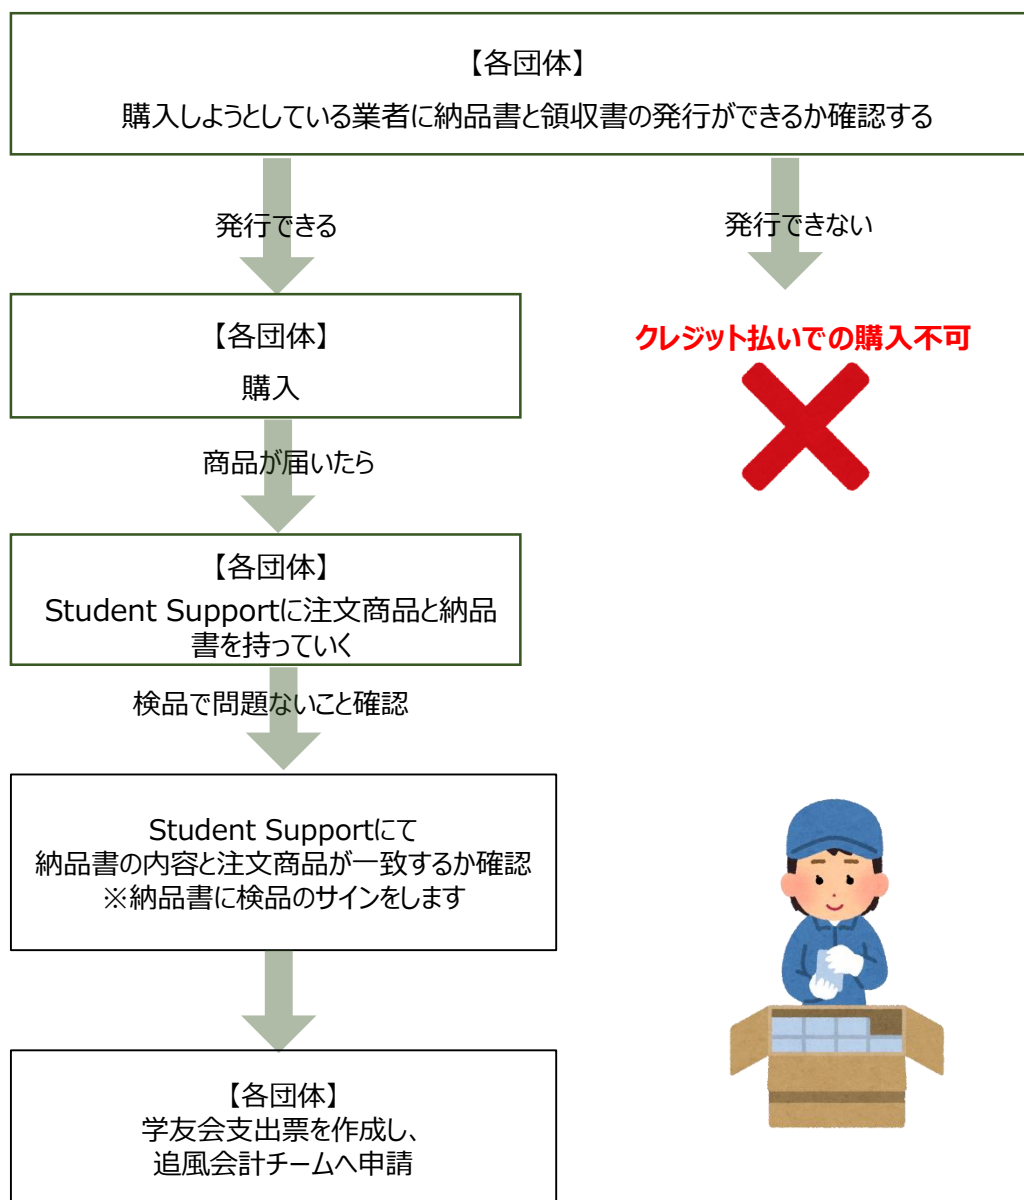 【各団体】
購入しようとしている業者に納品書と領収書の発行ができるか確認する
発行できる
発行できない
【各団体】
購入
クレジット払いでの購入不可
商品が届いたら
【各団体】
Student Supportに注文商品と納品
書を持っていく
検品で問題ないこと確認
Student Supportにて
納品書の内容と注文商品が一致するか確認
※納品書に検品のサインをします
【各団体】
学友会支出票を作成し、
追風会計チームへ申請